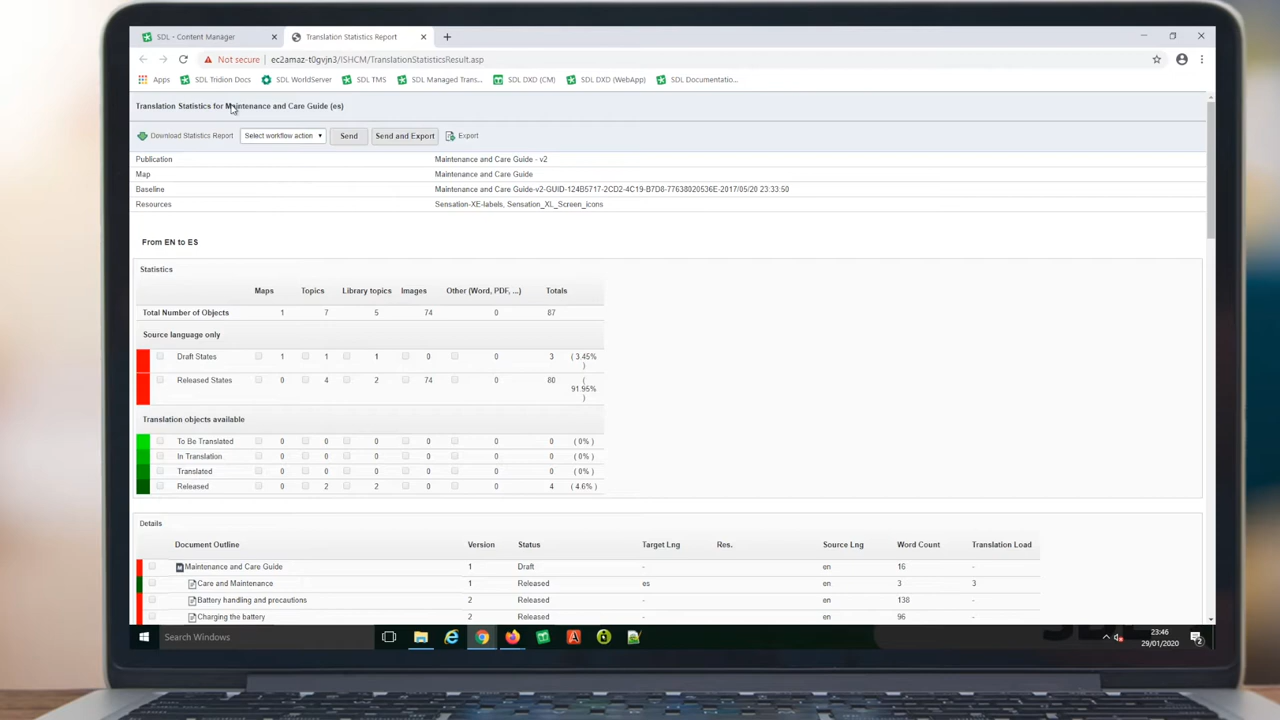 SDL - Content Manager
Translation Statistics Report
Not secure ec2amaz-t0gvjn3/ISHCM/TranslationStatisticsResult.asp
Apps SDL Tridion Docs SDL WorldServer SDL TMS SDL Managed Trans... SDL DXD (CM) SDL DXD (WebApp) SDL Documentatio...
Translation Statistics for Maintenance and Care Guide (es)
Download Statistics Report Select workflow action Send Send and Export Export
Publication Maintenance and Care Guide - v2
Map Maintenance and Care Guide
Baseline Maintenance and Care Guide-v2-GUID-124B5717-2CD2-4C19-B7D8-77638020536E-2017/05/20 23:33:50
Resources Sensation-XE-labels, Sensation_XL_Screen_icons
From EN to ES
Statistics
Maps Topics Library topics Images Other (Word, PDF, ...) Totals
Total Number of Objects 1 7 5 74 0 87
Source language only
Draft States 1 1 1 0 0 3 ( 3.45% )
Released States 0 4 2 74 0 80 ( 91.95% )
Translation objects available
To Be Translated 0 0 0 0 0 0 ( 0% )
In Translation 0 0 0 0 0 0 ( 0% )
Translated 0 0 0 0 0 0 ( 0% )
Released 0 2 2 0 0 4 ( 4.6% )
Details
Document Outline Version Status Target Lng Res. Source Lng Word Count Translation Load
Maintenance and Care Guide 1 Draft - en 16 -
Care and Maintenance 1 Released es en 3 3
Battery handling and precautions 2 Released - en 138 -
Charging the battery 2 Released - en 96 -
Search Windows
23:46
29/01/2020
2